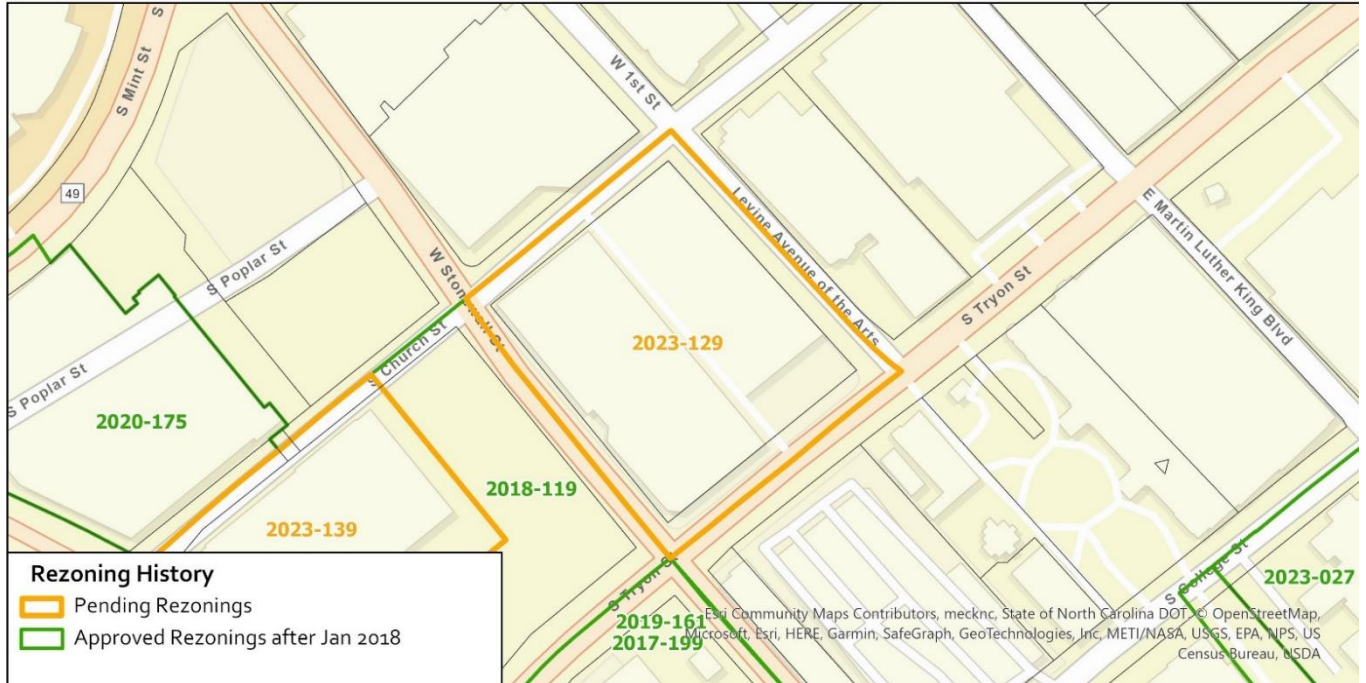 S
S Mint St
49
W 1st St
Levine Avenue of the Arts
E Martin Luther King Blvd
S Tryon St
S Poplar St
W Stonewall St
S Church St
S Poplar St
2023-129
2020-175
2018-119
2023-139
S Tryon St
S College St
2023-027
2019-161
2017-199
Rezoning History
Pending Rezonings
Approved Rezonings after Jan 2018
Esri Community Maps Contributors, mecknc, State of North Carolina DOT, © OpenStreetMap,
Microsoft, Esri, HERE, Garmin, SafeGraph, GeoTechnologies, Inc, METI/NASA, USGS, EPA, NPS, US
Census Bureau, USDA